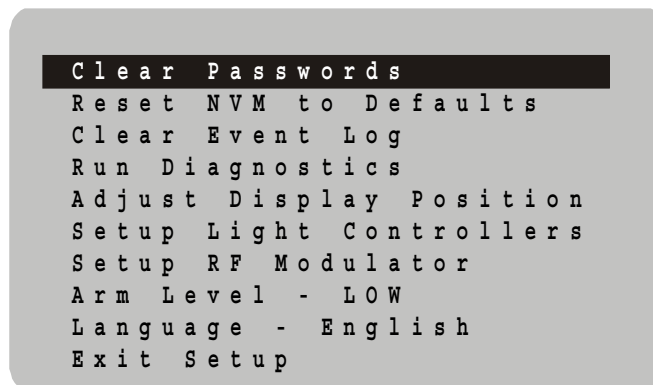 Clear Passwords
Reset NVM to Defaults
Clear Event Log
Run Diagnostics
Adjust Display Position
Setup Light Controllers
Setup RF Modulator
Arm Level - LOW
Language - English
Exit Setup